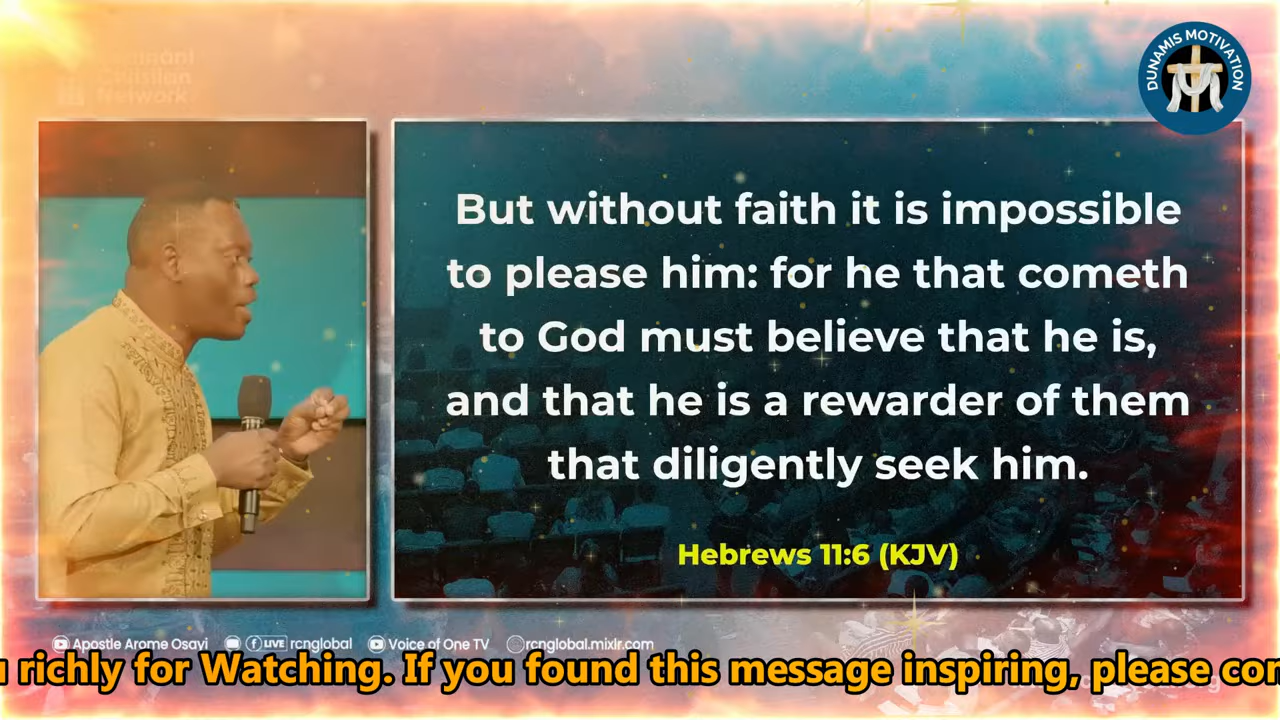 DUNAMIS MOTIVATION
Christian
Network
But without faith it is impossible
to please him: for he that cometh
to God must believe that he is,
and that he is a rewarder of them
that diligently seek him.
Hebrews 11:6 (KJV)
Apostle Arome Osayi LIVE rcnglobal Voice of One TV rcnglobal.mixlr.com
richly for Watching. If you found this message inspiring, please